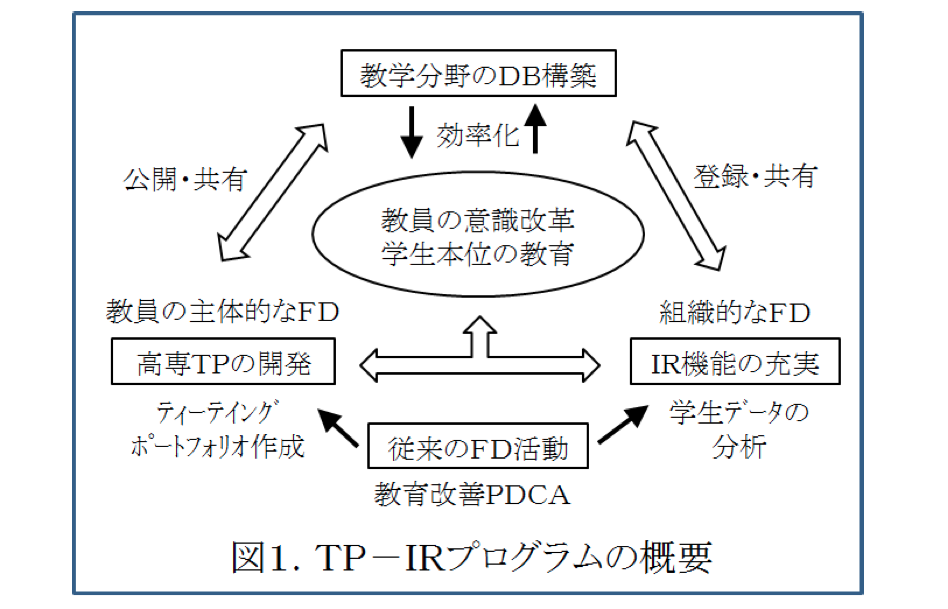 教学分野のDB構築
効率化
公開・共有
登録・共有
教員の意識改革
学生本位の教育
教員の主体的なFD
組織的なFD
高専TPの開発
IR機能の充実
ティーテイング
ポートフォリオ作成
学生データの
分析
従来のFD活動
教育改善PDCA
図1. TP－IRプログラムの概要